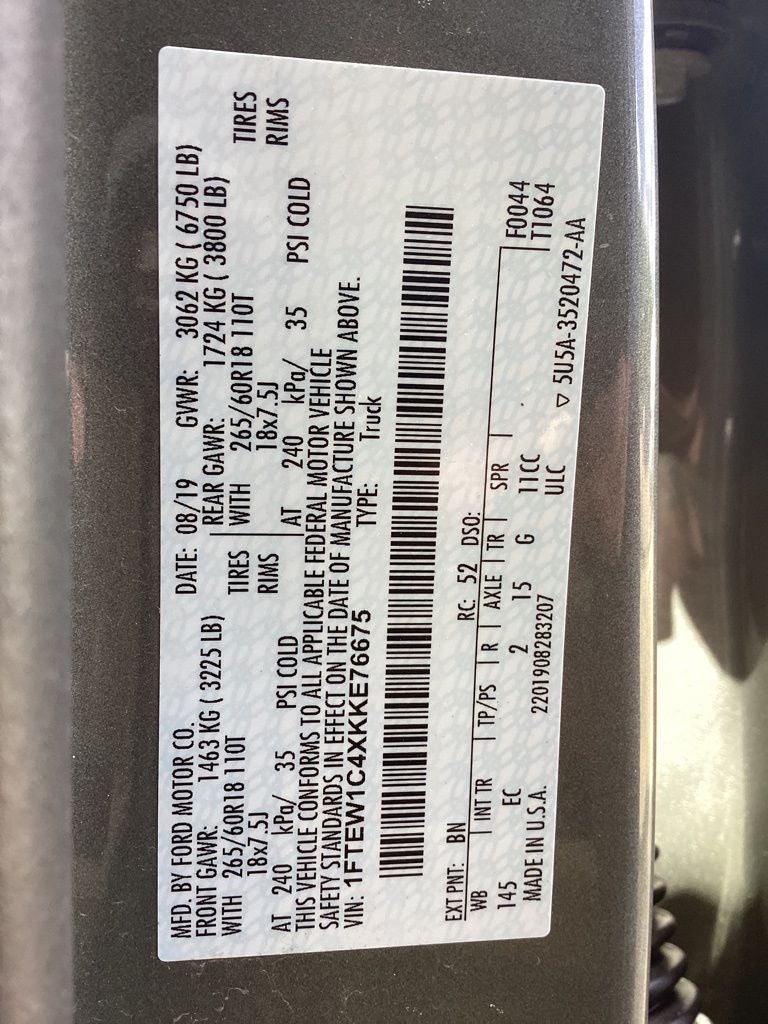 MFD. BY FORD MOTOR CO. DATE: 08/19 GVWR: 3062 KG ( 6750 LB)
FRONT GAWR: 1463 KG ( 3225 LB) REAR GAWR: 1724 KG ( 3800 LB)
WITH 265/60R18 110T TIRES WITH 265/60R18 110T TIRES
18x7.5J RIMS 18x7.5J RIMS
AT 240 kPa/ 35 PSI COLD AT 240 kPa/ 35 PSI COLD
THIS VEHICLE CONFORMS TO ALL APPLICABLE FEDERAL MOTOR VEHICLE
SAFETY STANDARDS IN EFFECT ON THE DATE OF MANUFACTURE SHOWN ABOVE.
VIN: 1FTEW1C4XKKE76675 TYPE: Truck
EXT PNT: BN RC: 52 DSO:
WB INT TR TP/PS R AXLE TR SPR F0044
145 EC 2 15 G 11CC T1064
MADE IN U.S.A. 2201908283207 ULC ▽ 5U5A-3520472-AA